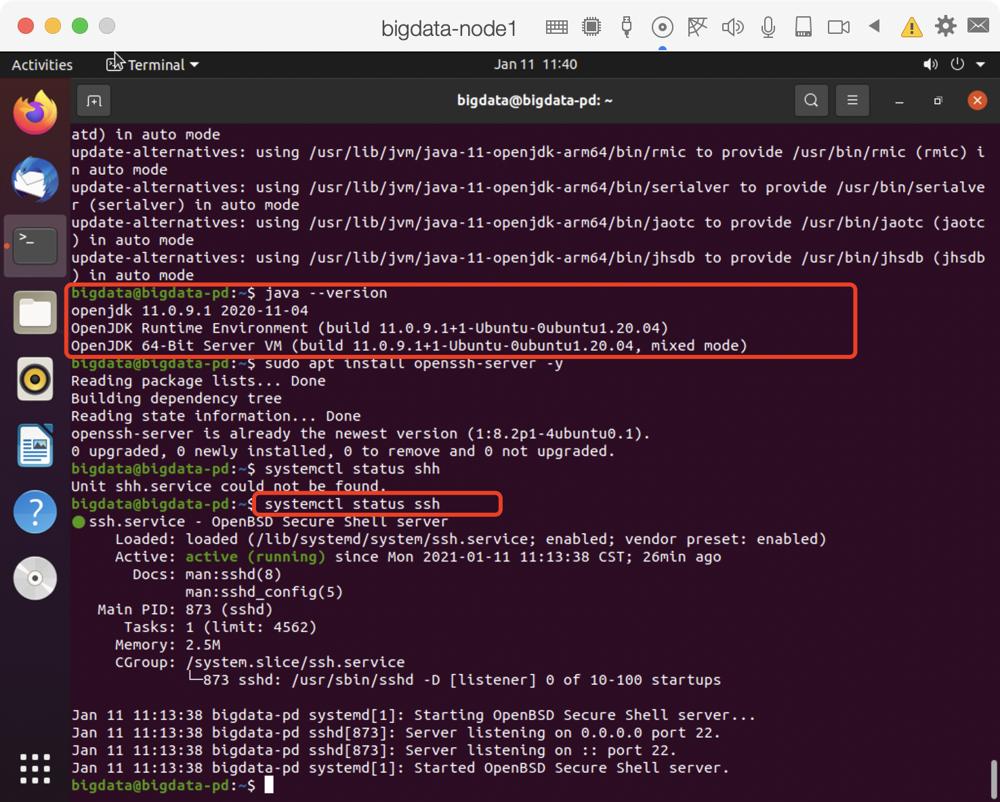 bigdata-node1
Activities
Terminal
Jan 11  11:40
bigdata@bigdata-pd: ~
atd) in auto mode
update-alternatives: using /usr/lib/jvm/java-11-openjdk-arm64/bin/rmic to provide /usr/bin/rmic (rmic) i
n auto mode
update-alternatives: using /usr/lib/jvm/java-11-openjdk-arm64/bin/serialver to provide /usr/bin/serialve
r (serialver) in auto mode
update-alternatives: using /usr/lib/jvm/java-11-openjdk-arm64/bin/jaotc to provide /usr/bin/jaotc (jaotc
) in auto mode
update-alternatives: using /usr/lib/jvm/java-11-openjdk-arm64/bin/jhsdb to provide /usr/bin/jhsdb (jhsdb
) in auto mode
bigdata@bigdata-pd:~$ java --version
openjdk 11.0.9.1 2020-11-04
OpenJDK Runtime Environment (build 11.0.9.1+1-Ubuntu-0ubuntu1.20.04)
OpenJDK 64-Bit Server VM (build 11.0.9.1+1-Ubuntu-0ubuntu1.20.04, mixed mode)
bigdata@bigdata-pd:~$ sudo apt install openssh-server -y
Reading package lists... Done
Building dependency tree
Reading state information... Done
openssh-server is already the newest version (1:8.2p1-4ubuntu0.1).
0 upgraded, 0 newly installed, 0 to remove and 0 not upgraded.
bigdata@bigdata-pd:~$ systemctl status shh
Unit shh.service could not be found.
bigdata@bigdata-pd:~$ systemctl status ssh
● ssh.service - OpenBSD Secure Shell server
Loaded: loaded (/lib/systemd/system/ssh.service; enabled; vendor preset: enabled)
Active: active (running) since Mon 2021-01-11 11:13:38 CST; 26min ago
Docs: man:sshd(8)
man:sshd_config(5)
Main PID: 873 (sshd)
Tasks: 1 (limit: 4562)
Memory: 2.5M
CGroup: /system.slice/ssh.service
└─873 sshd: /usr/sbin/sshd -D [listener] 0 of 10-100 startups
Jan 11 11:13:38 bigdata-pd systemd[1]: Starting OpenBSD Secure Shell server...
Jan 11 11:13:38 bigdata-pd sshd[873]: Server listening on 0.0.0.0 port 22.
Jan 11 11:13:38 bigdata-pd sshd[873]: Server listening on :: port 22.
Jan 11 11:13:38 bigdata-pd systemd[1]: Started OpenBSD Secure Shell server.
bigdata@bigdata-pd:~$